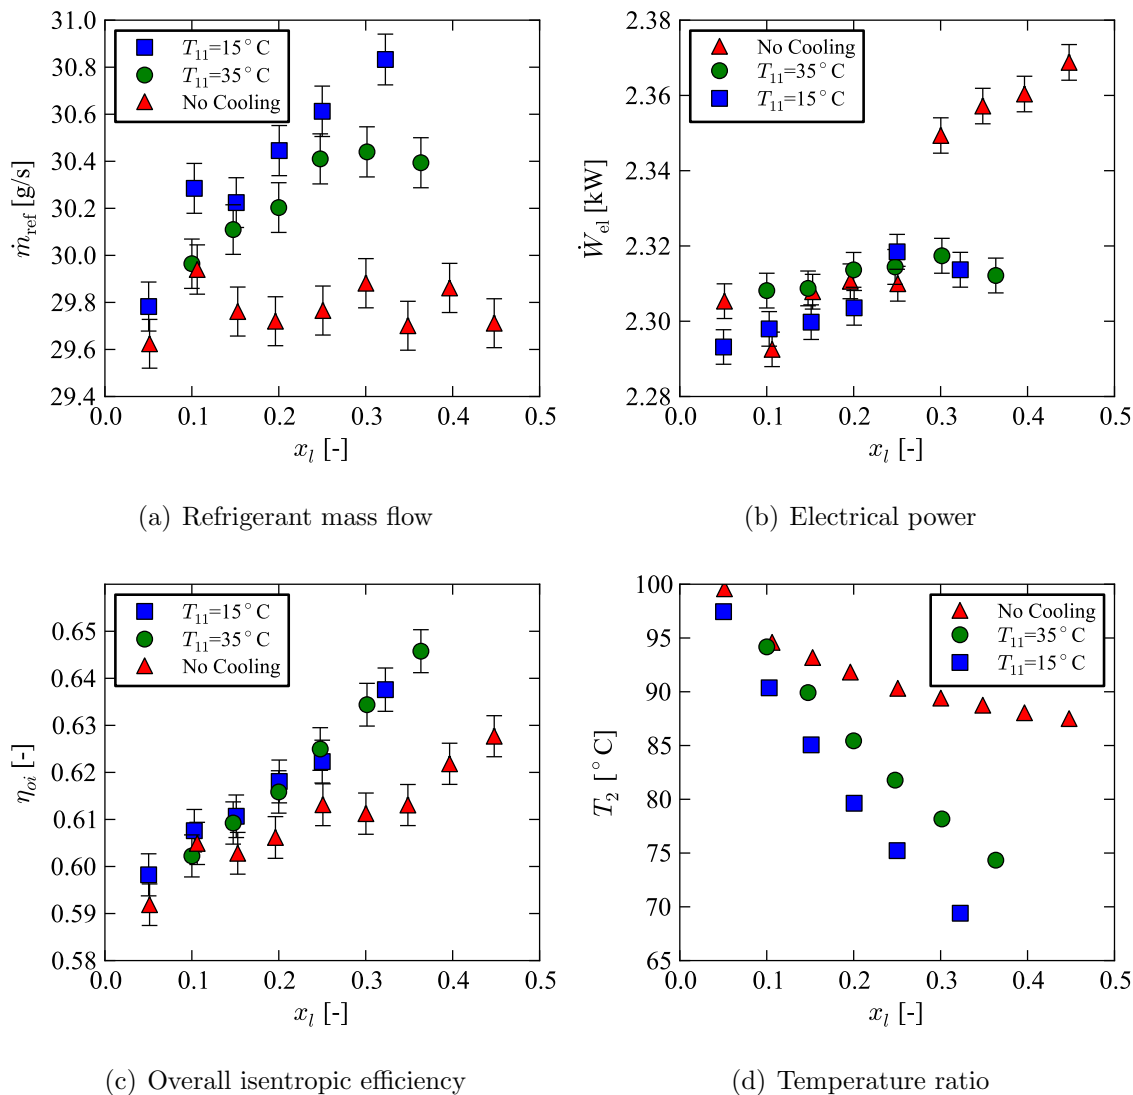 31.0
30.8
30.6
30.4
30.2
30.0
29.8
29.6
29.4
ṁref [g/s]
T11=15°C
T11=35°C
No Cooling
0.0 0.1 0.2 0.3 0.4 0.5
xl [-]
(a) Refrigerant mass flow
2.38
2.36
2.34
2.32
2.30
2.28
Ẇel [kW]
No Cooling
T11=35°C
T11=15°C
0.0 0.1 0.2 0.3 0.4 0.5
xl [-]
(b) Electrical power
0.65
0.64
0.63
0.62
0.61
0.60
0.59
0.58
ηoi [-]
T11=15°C
T11=35°C
No Cooling
0.0 0.1 0.2 0.3 0.4 0.5
xl [-]
(c) Overall isentropic efficiency
100
95
90
85
80
75
70
65
T2 [°C]
No Cooling
T11=35°C
T11=15°C
0.0 0.1 0.2 0.3 0.4 0.5
xl [-]
(d) Temperature ratio